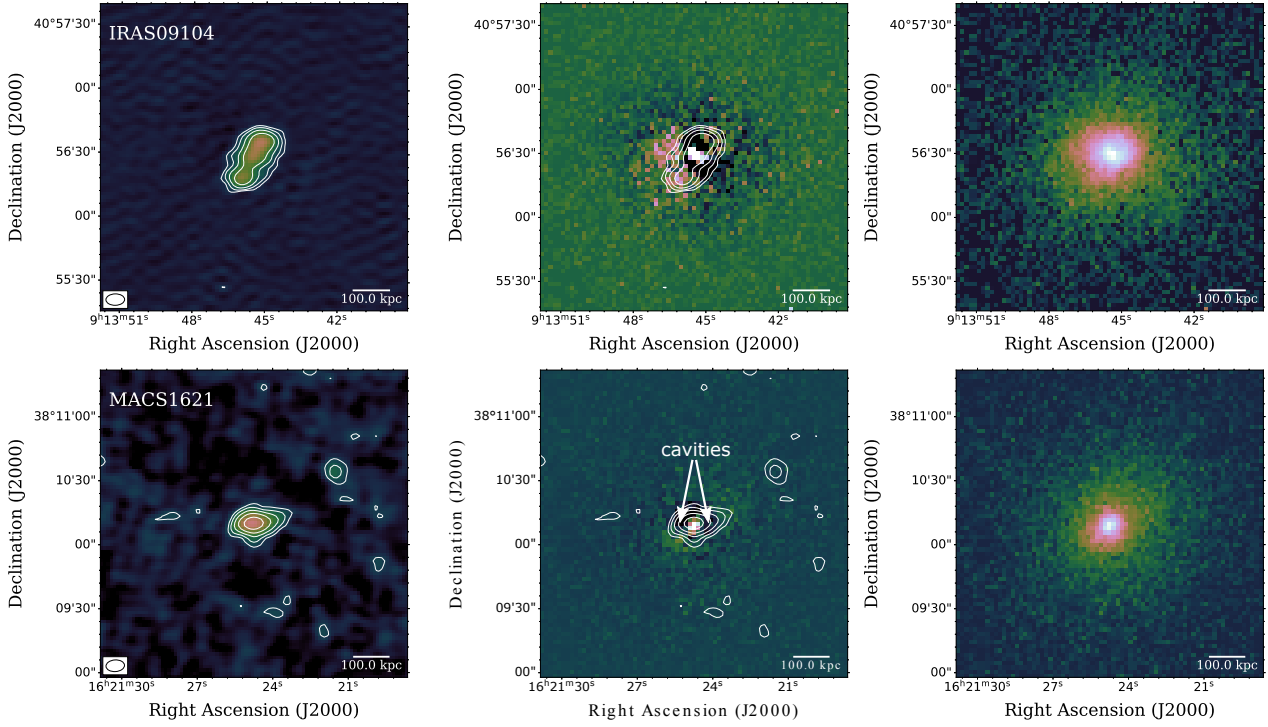 IRAS09104
Declination (J2000)
40°57'30"
00"
56'30"
00"
55'30"
100.0 kpc
9ʰ13ᵐ51ˢ 48ˢ 45ˢ 42ˢ
Right Ascension (J2000)
Declination (J2000)
40°57'30"
00"
56'30"
00"
55'30"
100.0 kpc
9ʰ13ᵐ51ˢ 48ˢ 45ˢ 42ˢ
Right Ascension (J2000)
Declination (J2000)
40°57'30"
00"
56'30"
00"
55'30"
100.0 kpc
9ʰ13ᵐ51ˢ 48ˢ 45ˢ 42ˢ
Right Ascension (J2000)
MACS1621
Declination (J2000)
38°11'00"
10'30"
00"
09'30"
00"
100.0 kpc
16ʰ21ᵐ30ˢ 27ˢ 24ˢ 21ˢ
Right Ascension (J2000)
cavities
Declination (J2000)
38°11'00"
10'30"
00"
09'30"
00"
100.0 kpc
16ʰ21ᵐ30ˢ 27ˢ 24ˢ 21ˢ
Right Ascension (J2000)
Declination (J2000)
38°11'00"
10'30"
00"
09'30"
00"
100.0 kpc
16ʰ21ᵐ30ˢ 27ˢ 24ˢ 21ˢ
Right Ascension (J2000)